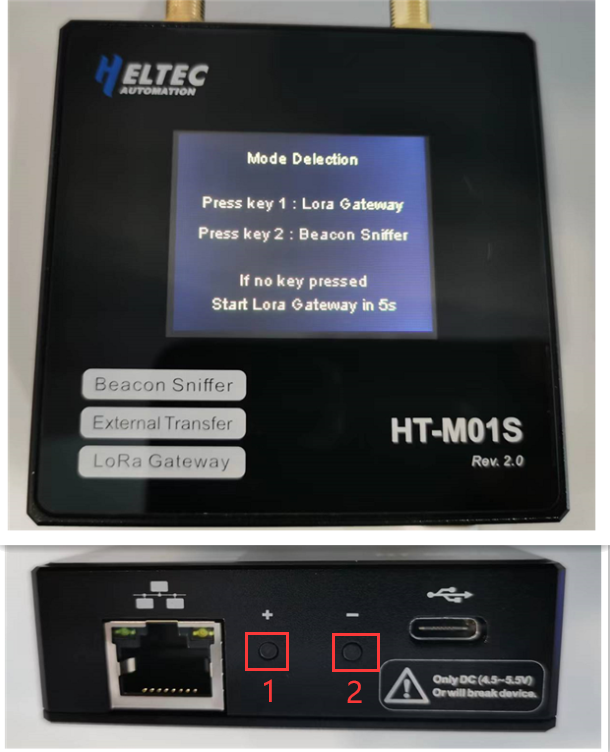 HELTEC
AUTOMATION
Mode Delection
Press key 1 : Lora Gateway
Press key 2 : Beacon Sniffer
If no key pressed
Start Lora Gateway in 5s
Beacon Sniffer
External Transfer
LoRa Gateway
HT-M01S
Rev. 2.0
+
−
1
2
Only DC (4.5~5.5V)
Or will break device.